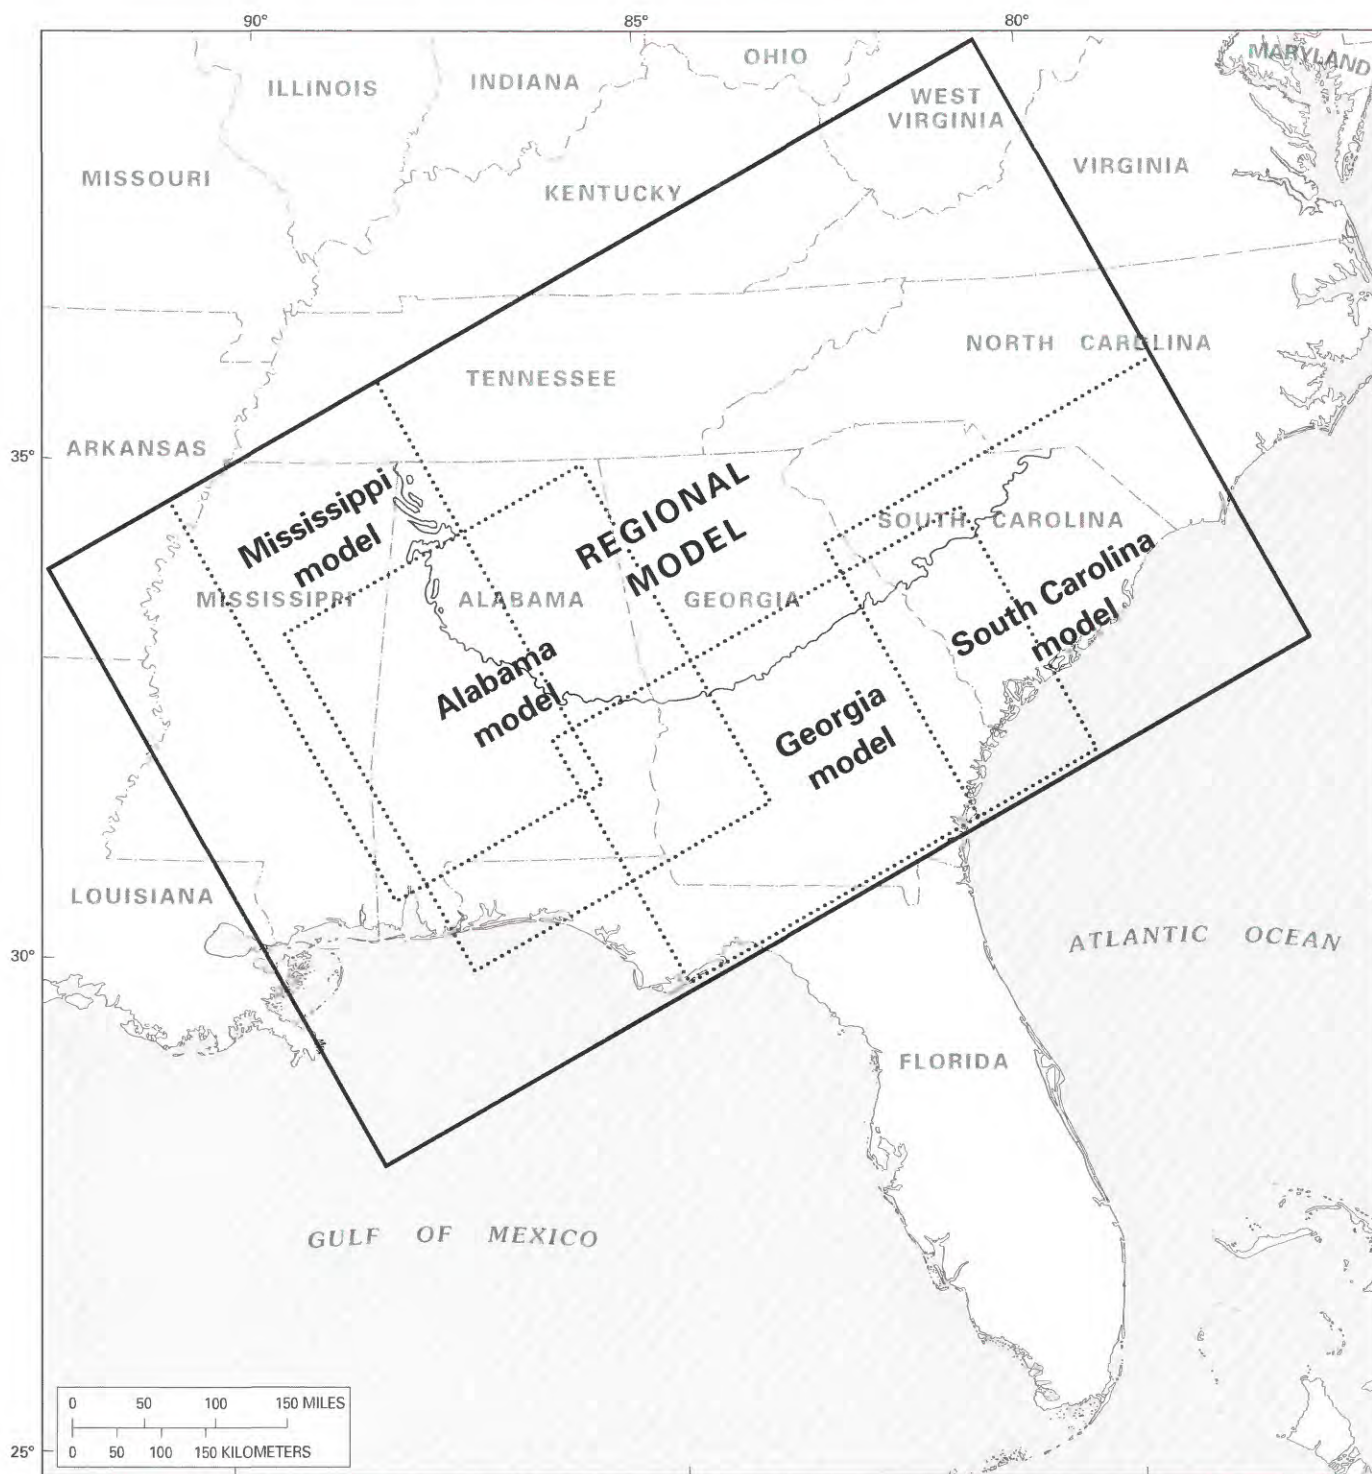 90°
85°
80°
OHIO
MARYLAND
ILLINOIS
INDIANA
WEST
VIRGINIA
MISSOURI
KENTUCKY
VIRGINIA
NORTH CAROLINA
TENNESSEE
ARKANSAS
35°
Mississippi
model
REGIONAL
MODEL
SOUTH CAROLINA
MISSISSIPPI
ALABAMA
GEORGIA
South Carolina
model
Alabama
model
Georgia
model
LOUISIANA
30°
ATLANTIC OCEAN
FLORIDA
GULF OF MEXICO
0 50 100 150 MILES
0 50 100 150 KILOMETERS
25°